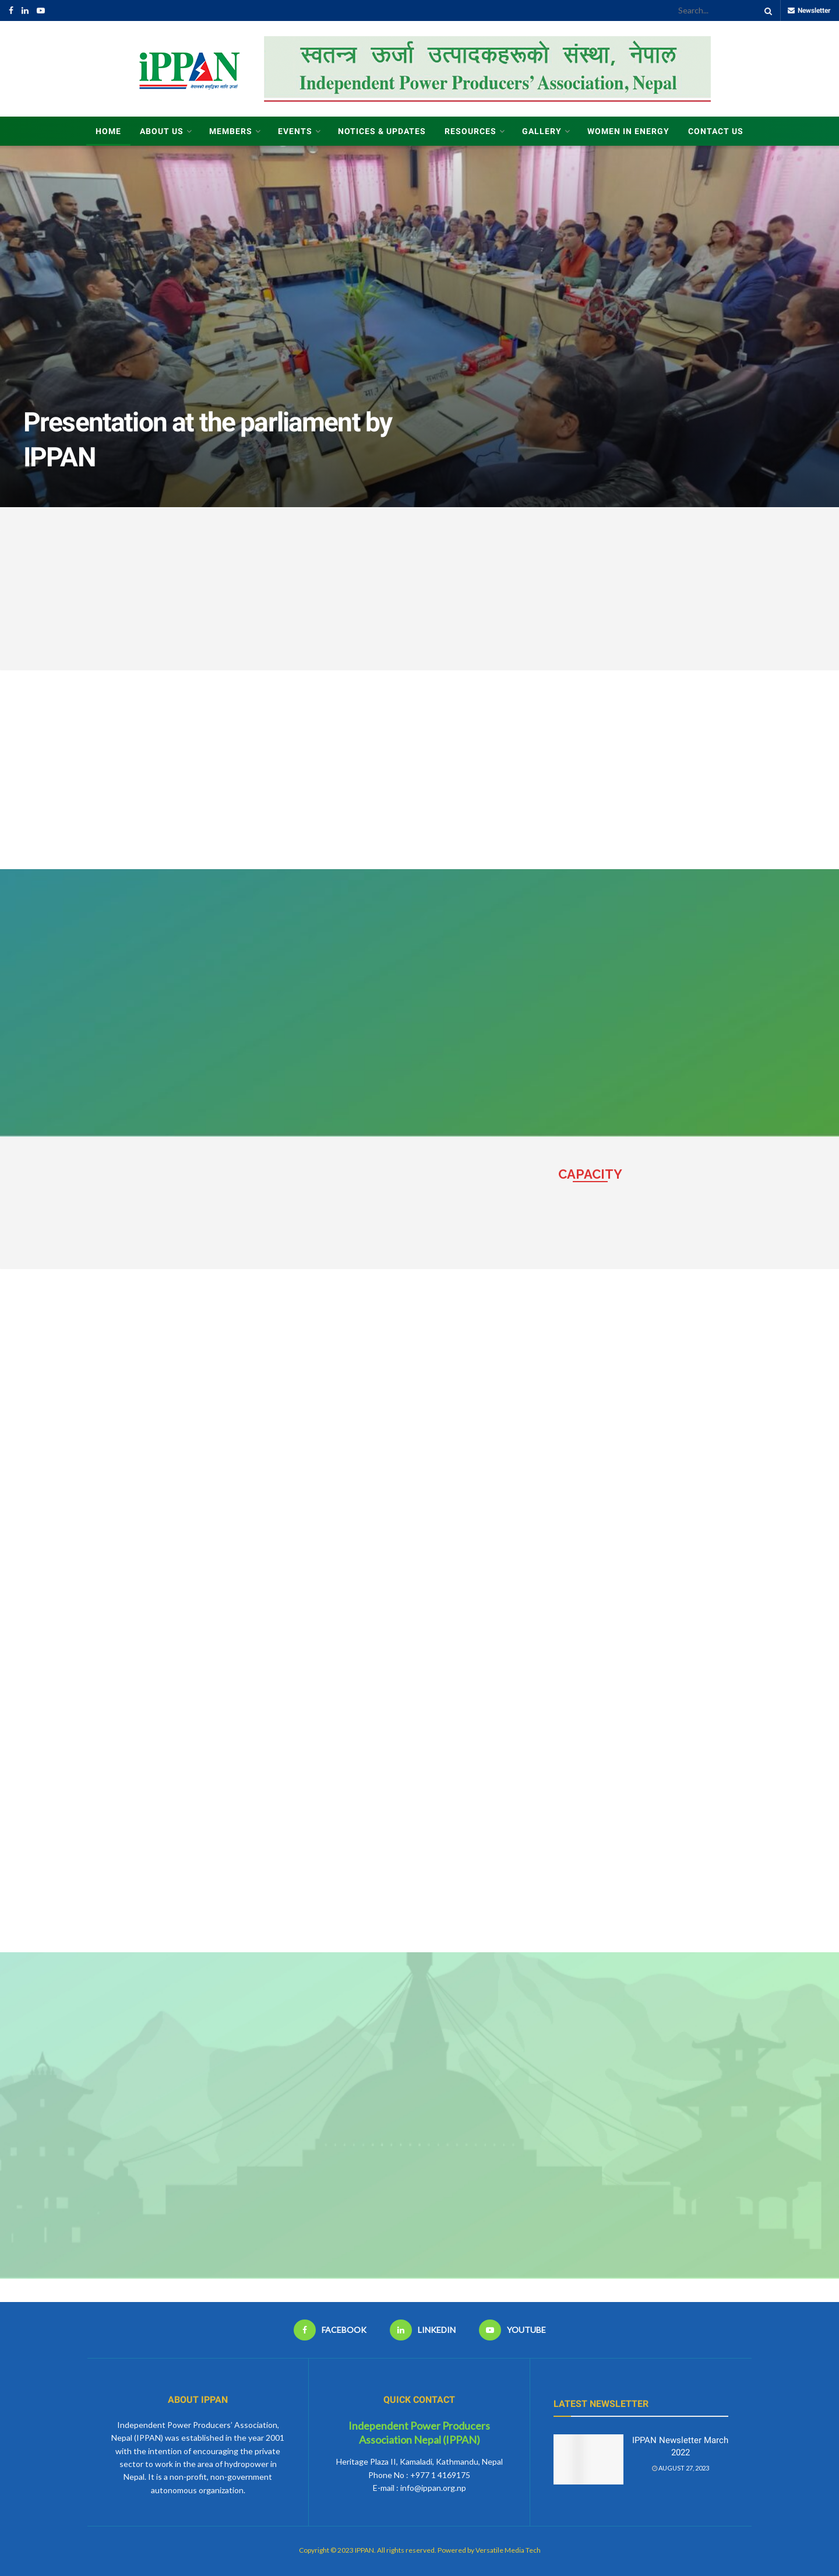 Search...
Newsletter
iPPAN
स्वतन्त्र ऊर्जा उत्पादकहरूको संस्था, नेपाल
Independent Power Producers' Association, Nepal
HOME ABOUT US MEMBERS EVENTS NOTICES & UPDATES RESOURCES GALLERY WOMEN IN ENERGY CONTACT US
Presentation at the parliament by
IPPAN
CAPACITY
FACEBOOK LINKEDIN YOUTUBE
ABOUT IPPAN
Independent Power Producers' Association,
Nepal (IPPAN) was established in the year 2001
with the intention of encouraging the private
sector to work in the area of hydropower in
Nepal. It is a non-profit, non-government
autonomous organization.
QUICK CONTACT
Independent Power Producers
Association Nepal (IPPAN)
Heritage Plaza II, Kamaladi, Kathmandu, Nepal
Phone No : +977 1 4169175
E-mail : info@ippan.org.np
LATEST NEWSLETTER
IPPAN Newsletter March
2022
AUGUST 27, 2023
Copyright © 2023 IPPAN. All rights reserved. Powered by Versatile Media Tech